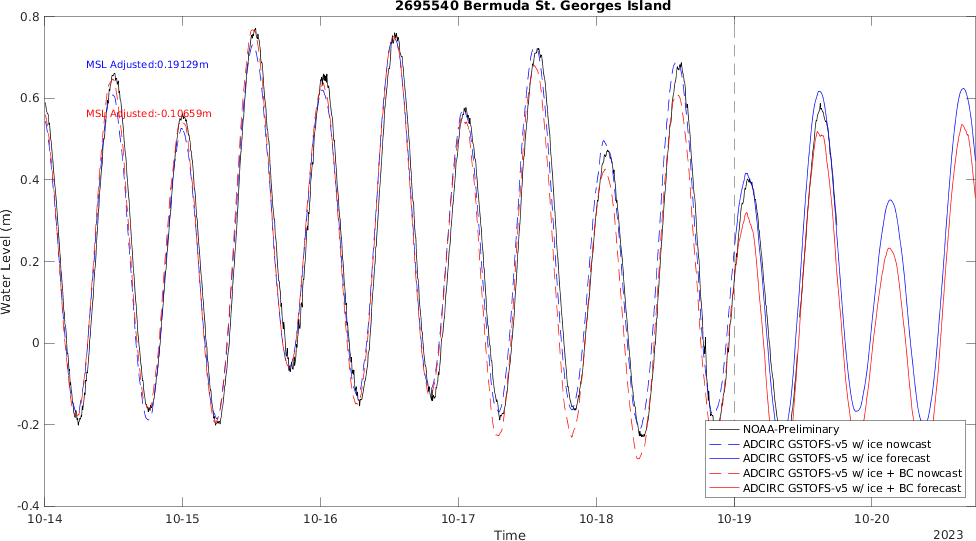 2695540 Bermuda St. Georges Island
MSL Adjusted:0.19129m
MSL Adjusted:-0.10659m
Water Level (m)
0.8
0.6
0.4
0.2
0
-0.2
-0.4
NOAA-Preliminary
ADCIRC GSTOFS-v5 w/ ice nowcast
ADCIRC GSTOFS-v5 w/ ice forecast
ADCIRC GSTOFS-v5 w/ ice + BC nowcast
ADCIRC GSTOFS-v5 w/ ice + BC forecast
10-14 10-15 10-16 10-17 10-18 10-19 10-20
Time
2023